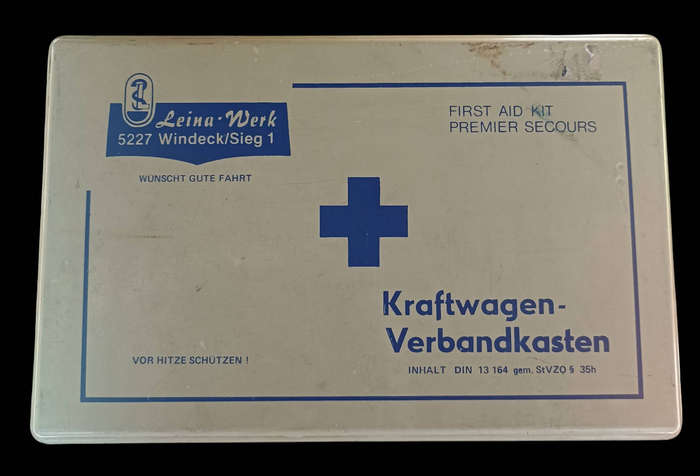 Leina-Werk
5227 Windeck/Sieg 1
WÜNSCHT GUTE FAHRT
FIRST AID KIT
PREMIER SECOURS
Kraftwagen-
Verbandkasten
INHALT DIN 13 164 gem. StVZO § 35h
VOR HITZE SCHÜTZEN !